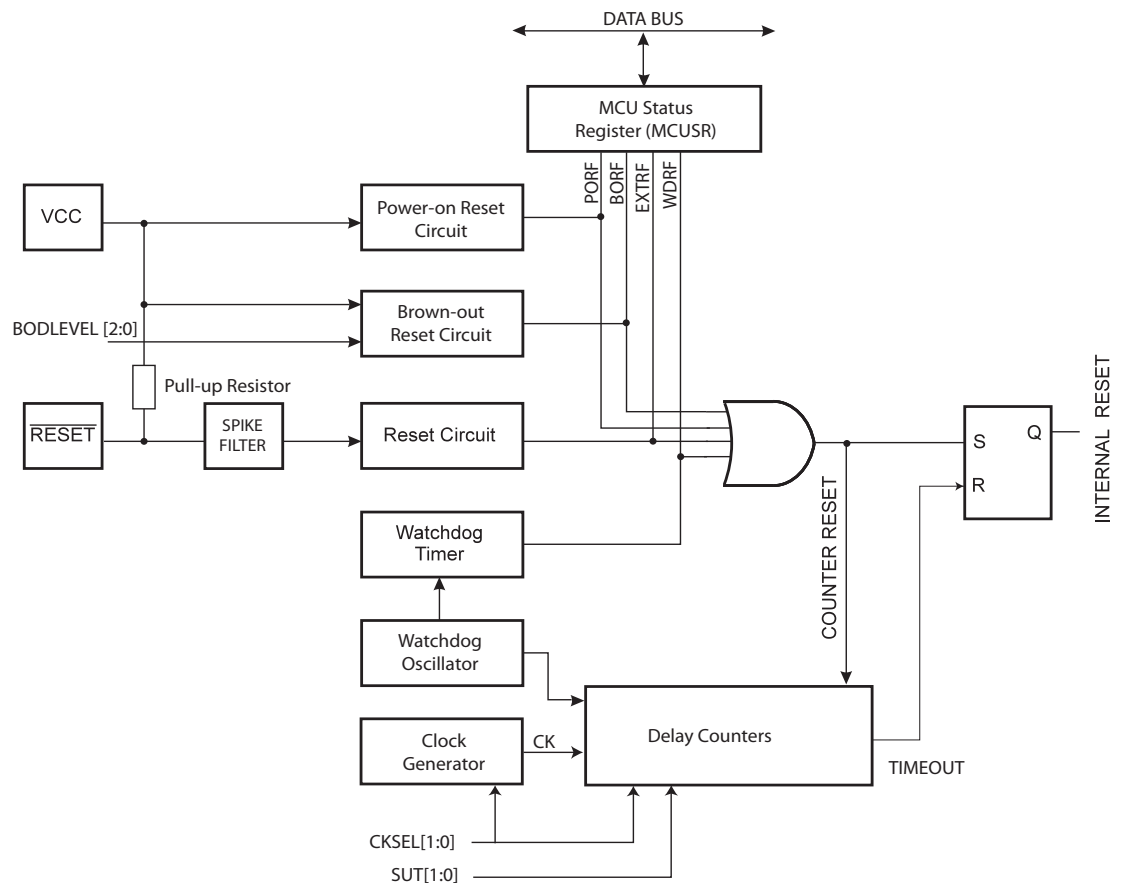 DATA BUS
MCU Status
Register (MCUSR)
PORF
BORF
EXTRF
WDRF
VCC
Power-on Reset
Circuit
BODLEVEL [2:0]
Brown-out
Reset Circuit
Pull-up Resistor
RESET
SPIKE
FILTER
Reset Circuit
S
Q
R
INTERNAL RESET
Watchdog
Timer
COUNTER RESET
Watchdog
Oscillator
Clock
Generator
CK
Delay Counters
TIMEOUT
CKSEL[1:0]
SUT[1:0]